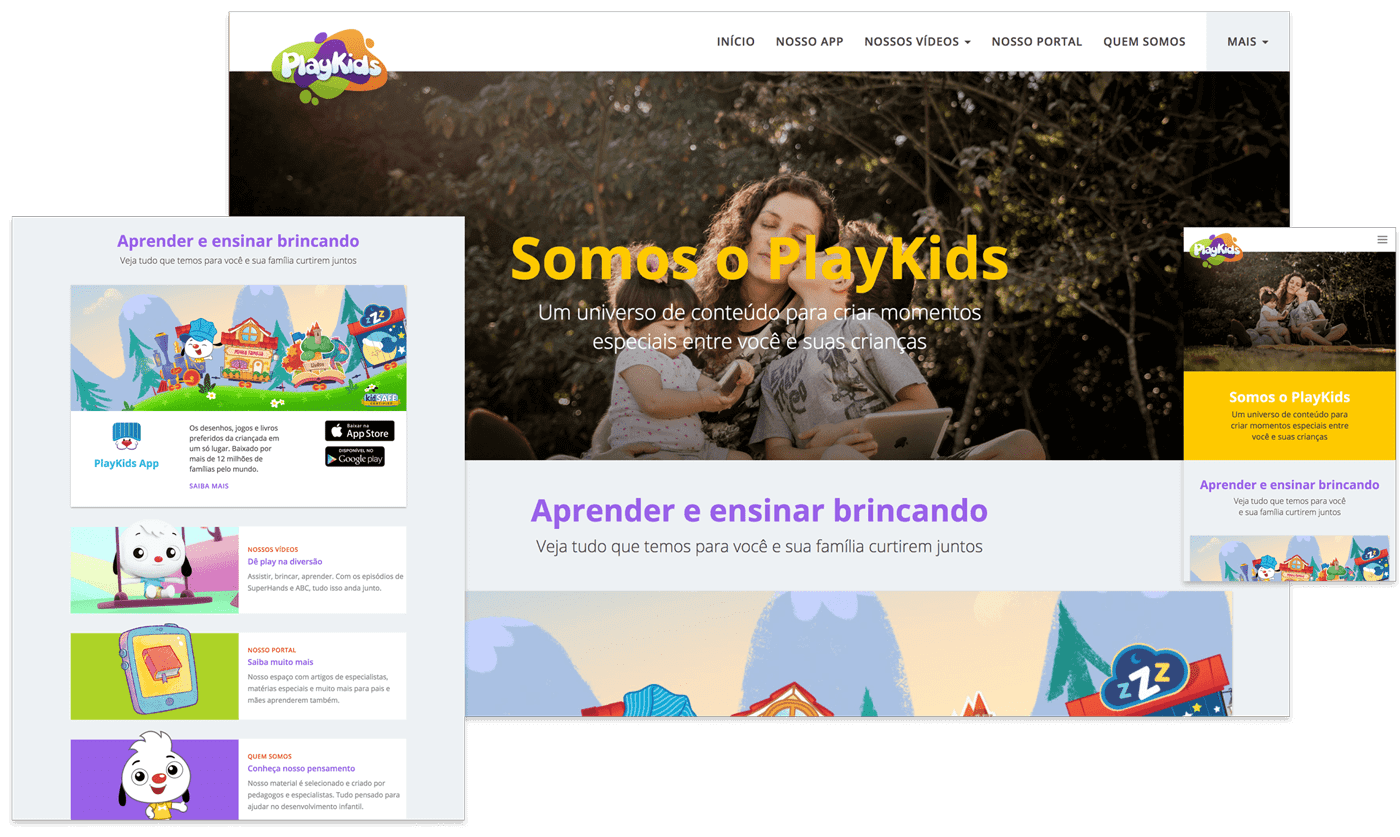 PlayKids
INÍCIO NOSSO APP NOSSOS VÍDEOS NOSSO PORTAL QUEM SOMOS MAIS
Somos o PlayKids
Um universo de conteúdo para criar momentos
especiais entre você e suas crianças
Aprender e ensinar brincando
Veja tudo que temos para você e sua família curtirem juntos
zzz
Aprender e ensinar brincando
Veja tudo que temos para você e sua família curtirem juntos
zzz
kidSAFE
PlayKids App
Os desenhos, jogos e livros
preferidos da criançada em
um só lugar. Baixado por
mais de 12 milhões de
famílias pelo mundo.
SAIBA MAIS
Baixar na
App Store
DISPONÍVEL NO
Google play
NOSSOS VÍDEOS
Dê play na diversão
Assistir, brincar, aprender. Com os episódios de
SuperHands e ABC, tudo isso anda junto.
NOSSO PORTAL
Saiba muito mais
Nosso espaço com artigos de especialistas,
matérias especiais e muito mais para pais e
mães aprenderem também.
QUEM SOMOS
Conheça nosso pensamento
Nosso material é selecionado e criado por
pedagogos e especialistas. Tudo pensado para
ajudar no desenvolvimento infantil.
PlayKids
Somos o PlayKids
Um universo de conteúdo para
criar momentos especiais entre
você e suas crianças
Aprender e ensinar brincando
Veja tudo que temos para você
e sua família curtirem juntos